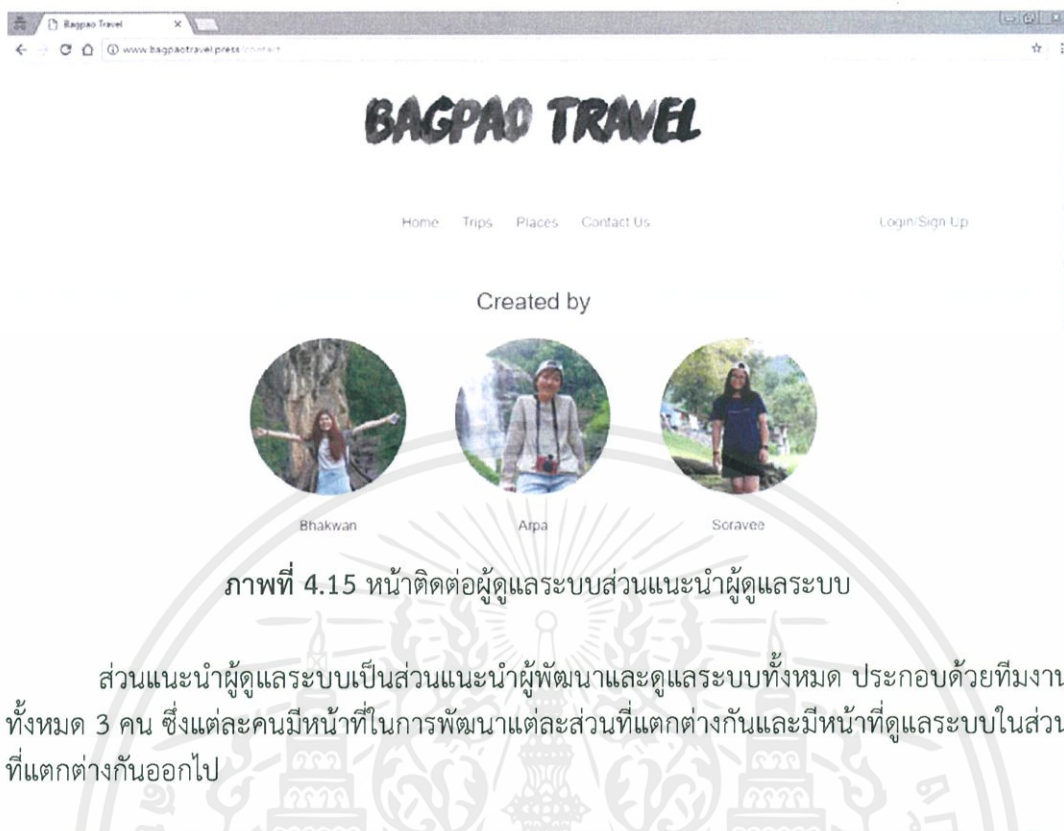 Bagpao Travel
www.bagpaotravel.press/contact
BAGPAO TRAVEL
Home Trips Places Contact Us Login/Sign Up
Created by
Bhakwan Arpa Soravee
ภาพที่ 4.15 หน้าติดต่อผู้ดูแลระบบส่วนแนะนำผู้ดูแลระบบ
ส่วนแนะนำผู้ดูแลระบบเป็นส่วนแนะนำผู้พัฒนาและดูแลระบบทั้งหมด ประกอบด้วยทีมงาน
ทั้งหมด 3 คน ซึ่งแต่ละคนมีหน้าที่ในการพัฒนาแต่ละส่วนที่แตกต่างกันและมีหน้าที่ดูแลระบบในส่วน
ที่แตกต่างกันออกไป